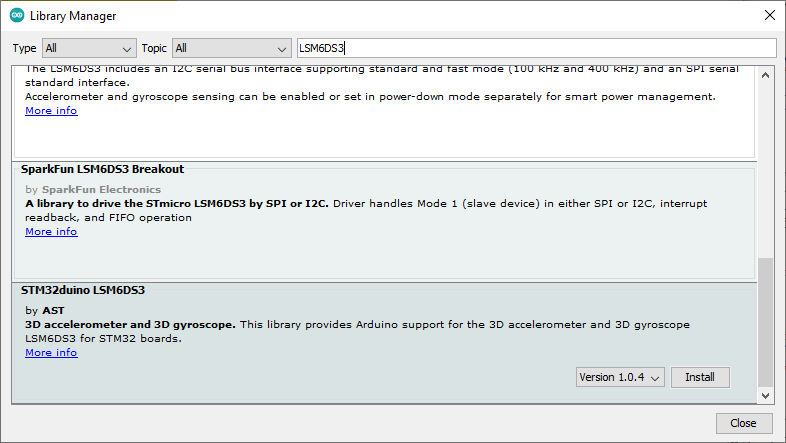 Library Manager
Type All Topic All LSM6DS3
The LSM6DS3 includes an I2C serial bus interface supporting standard and fast mode (100 kHz and 400 kHz) and an SPI serial
standard interface.
Accelerometer and gyroscope sensing can be enabled or set in power-down mode separately for smart power management.
More info
SparkFun LSM6DS3 Breakout
by SparkFun Electronics
A library to drive the STmicro LSM6DS3 by SPI or I2C. Driver handles Mode 1 (slave device) in either SPI or I2C, interrupt
readback, and FIFO operation
More info
STM32duino LSM6DS3
by AST
3D accelerometer and 3D gyroscope. This library provides Arduino support for the 3D accelerometer and 3D gyroscope
LSM6DS3 for STM32 boards.
More info
Version 1.0.4 Install
Close